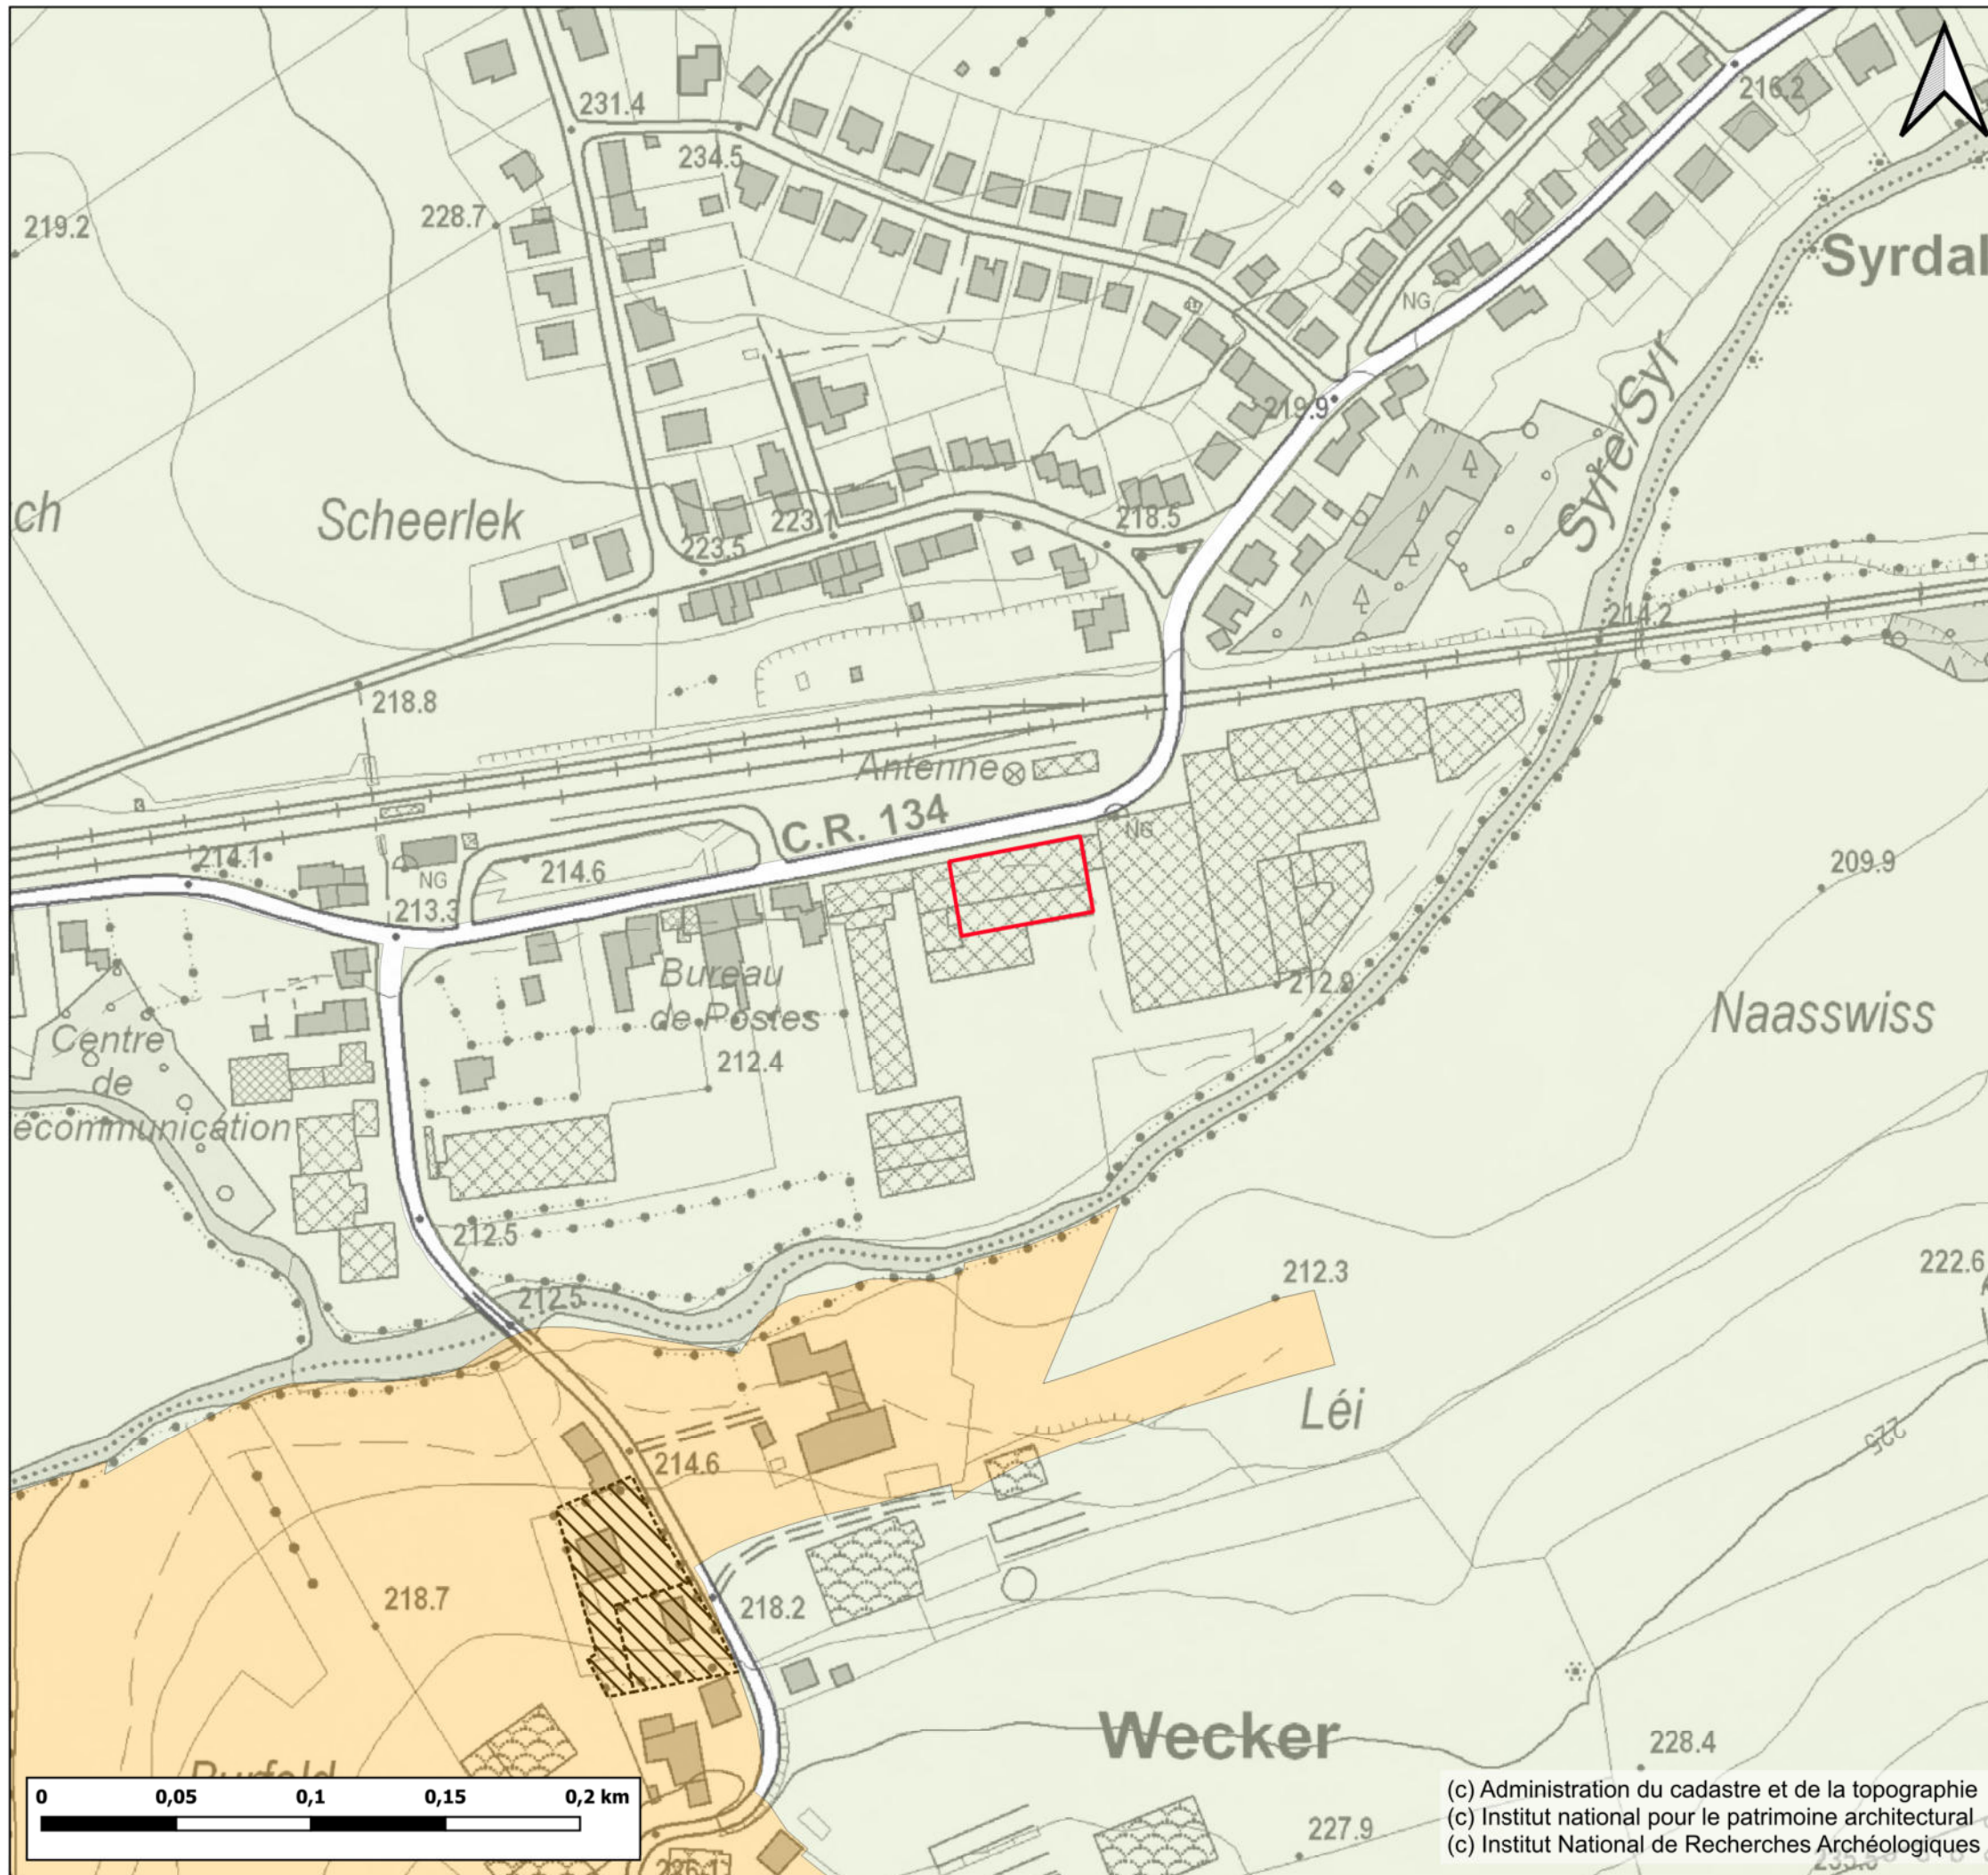 216.2
231.4
234.5
228.7
219.2
Syrdal
NG
219.9
Syre/Syr
ch
Scheerlek
223.1
218.5
223.5
214.2
218.8
Antenne
C.R. 134
NG
214.1
214.6
209.9
NG
213.3
Bureau
de Postes
212.9
Naasswiss
Centre
de
écommunication
212.4
212.5
212.3
222.6
212.5
Léi
225
214.6
218.7
218.2
Wecker
228.4
0 0,05 0,1 0,15 0,2 km
(c) Administration du cadastre et de la topographie
(c) Institut national pour le patrimoine architectural
(c) Institut National de Recherches Archéologiques
227.9